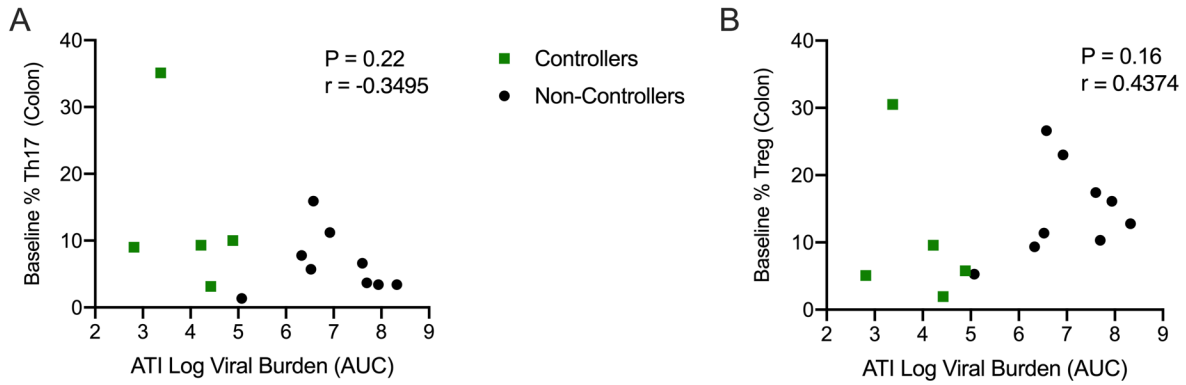 A
40
30
20
10
0
Baseline % Th17 (Colon)
P = 0.22
r = -0.3495
2 3 4 5 6 7 8 9
ATI Log Viral Burden (AUC)
Controllers
Non-Controllers
B
40
30
20
10
0
Baseline % Treg (Colon)
P = 0.16
r = 0.4374
2 3 4 5 6 7 8 9
ATI Log Viral Burden (AUC)